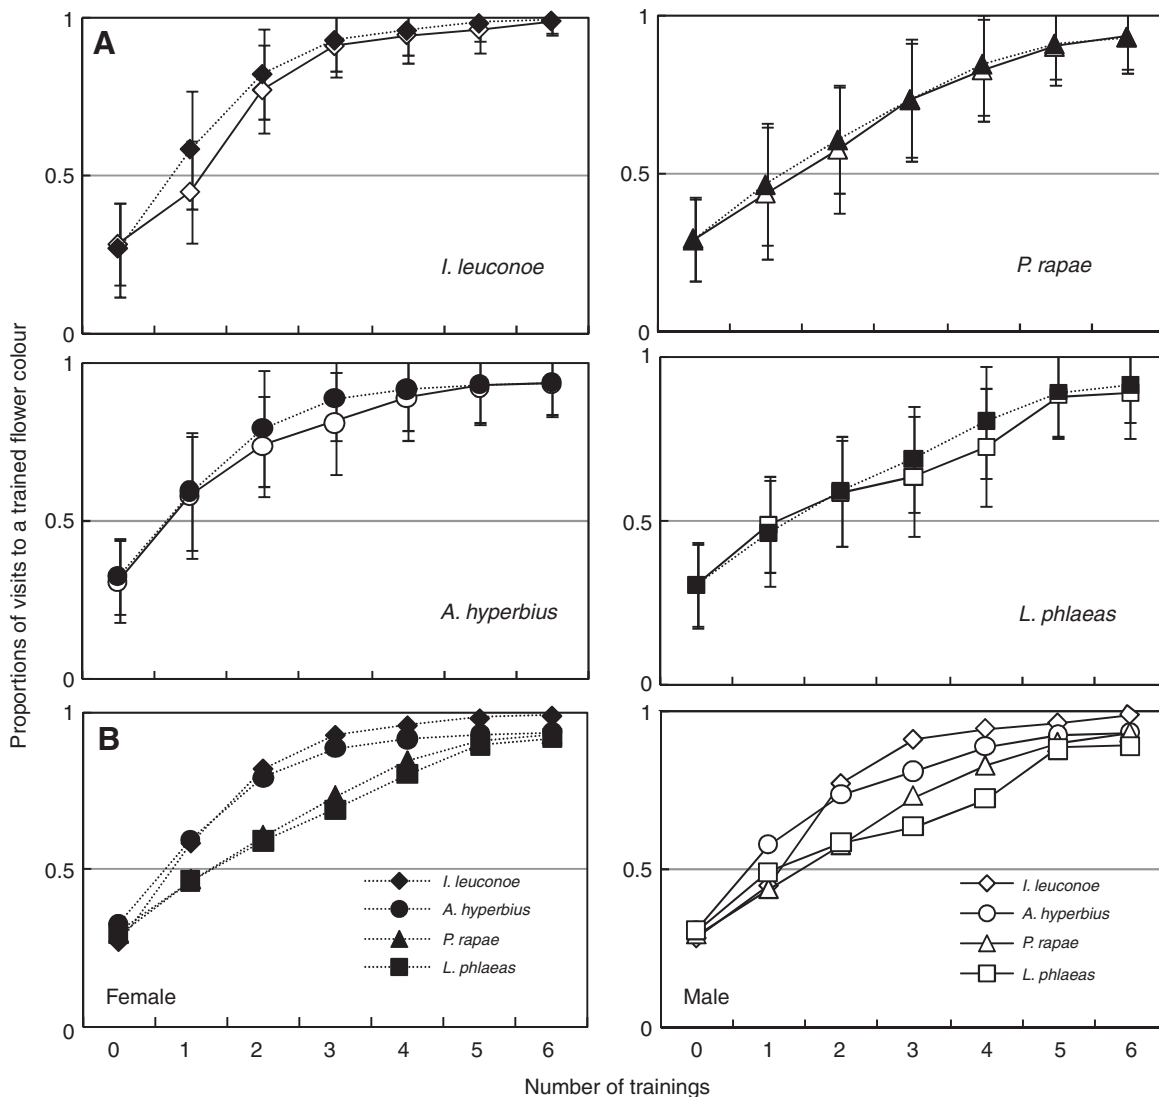 A
1
0.5
0
I. leuconoe
1
0.5
0
P. rapae
1
0.5
0
A. hyperbius
1
0.5
0
L. phlaeas
Proportions of visits to a trained flower colour
B
1
0.5
0
I. leuconoe
A. hyperbius
P. rapae
L. phlaeas
Female
0 1 2 3 4 5 6
1
0.5
0
I. leuconoe
A. hyperbius
P. rapae
L. phlaeas
Male
0 1 2 3 4 5 6
Number of trainings